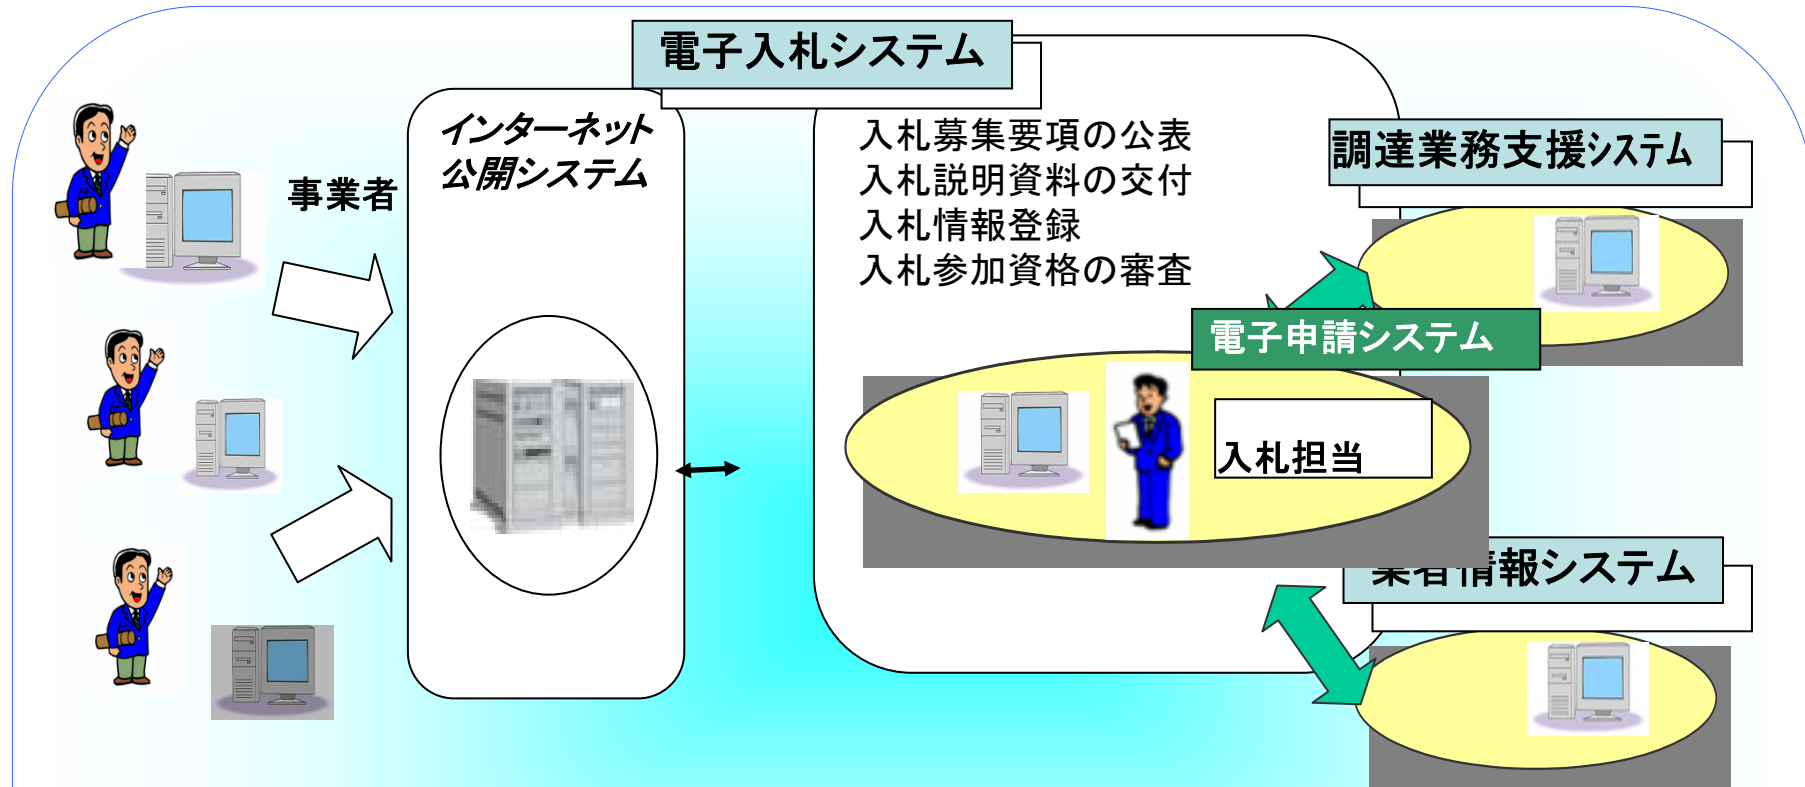 電子入札システム
インターネット
公開システム
事業者
入札募集要項の公表
入札説明資料の交付
入札情報登録
入札参加資格の審査
調達業務支援システム
電子申請システム
入札担当
業者情報システム